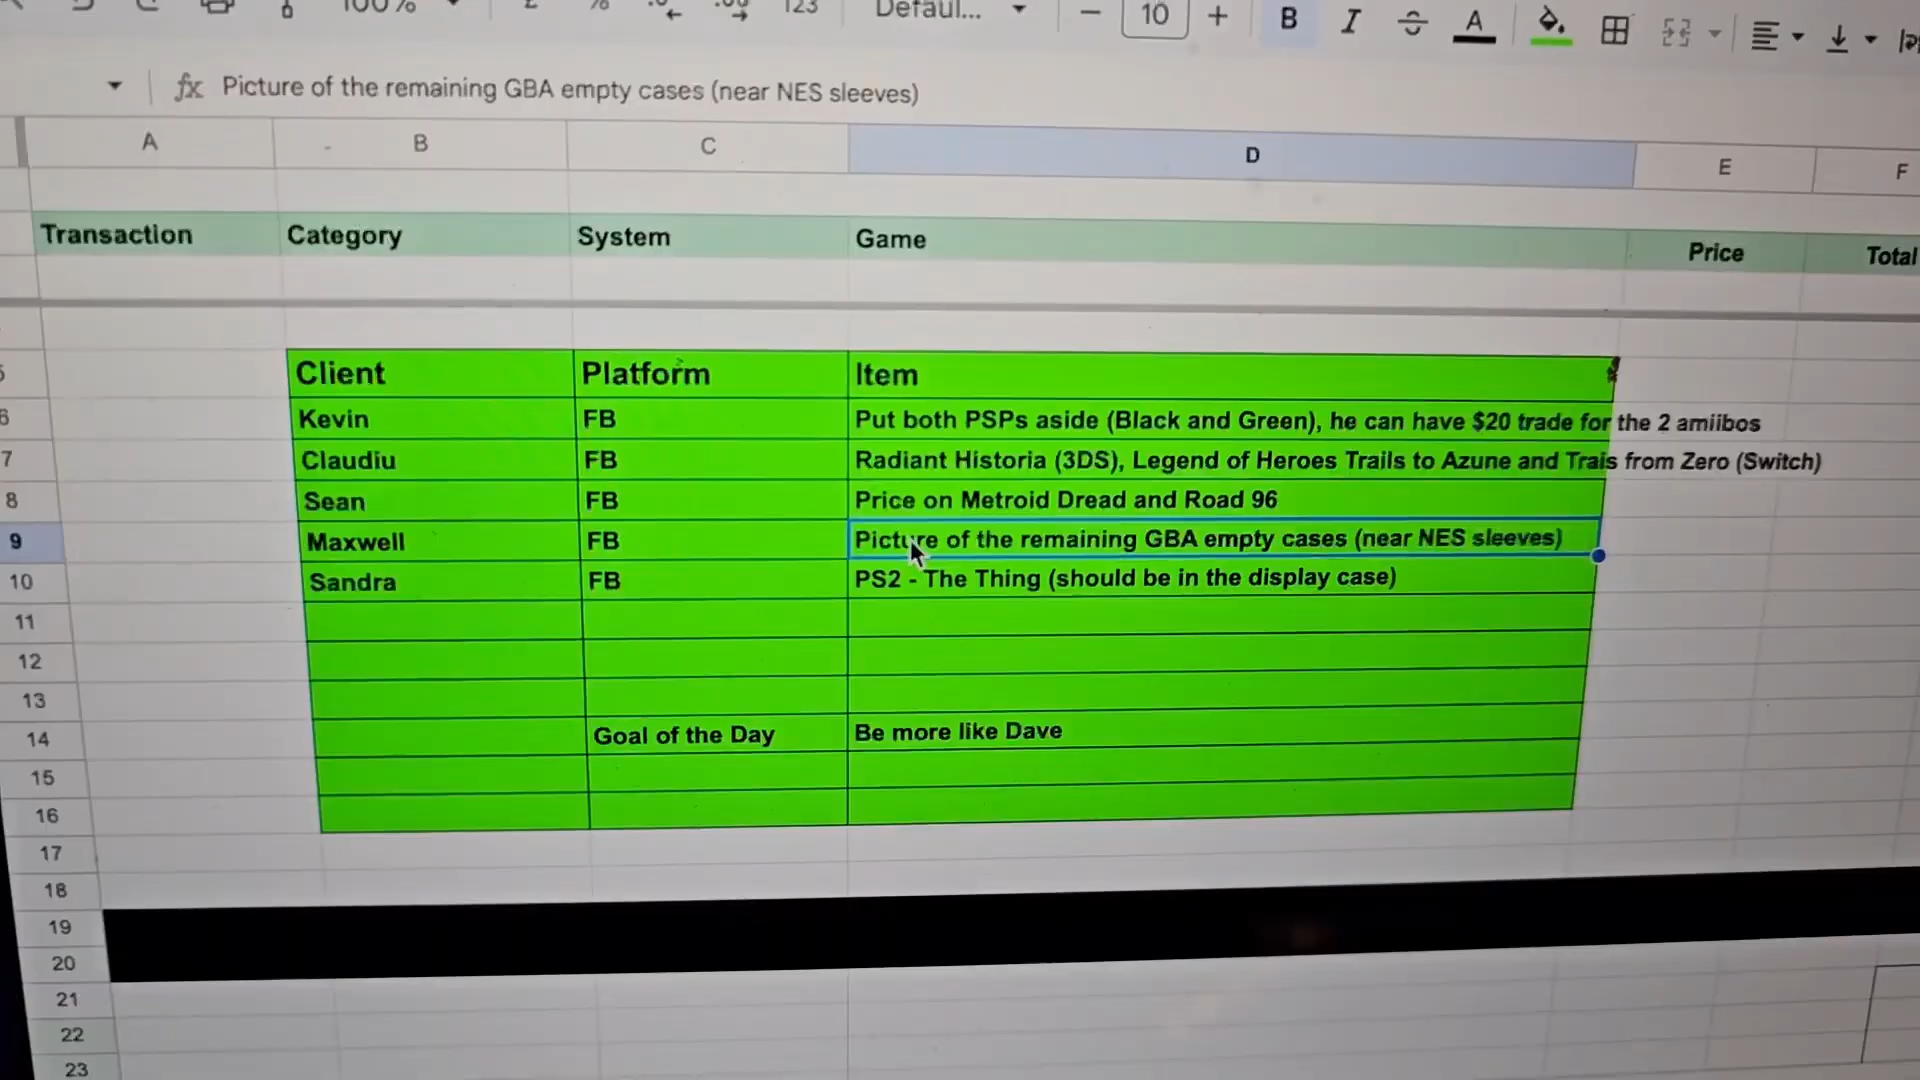 100%
£ % .0 .00 123 Defaul... 10 B I A
fx Picture of the remaining GBA empty cases (near NES sleeves)
A B C D E F
Transaction Category System Game Price Total
Client Platform Item
6 Kevin FB Put both PSPs aside (Black and Green), he can have $20 trade for the 2 amiibos
7 Claudiu FB Radiant Historia (3DS), Legend of Heroes Trails to Azune and Trais from Zero (Switch)
8 Sean FB Price on Metroid Dread and Road 96
9 Maxwell FB Picture of the remaining GBA empty cases (near NES sleeves)
10 Sandra FB PS2 - The Thing (should be in the display case)
11
12
13
14 Goal of the Day Be more like Dave
15
16
17
18
19
20
21
22
23